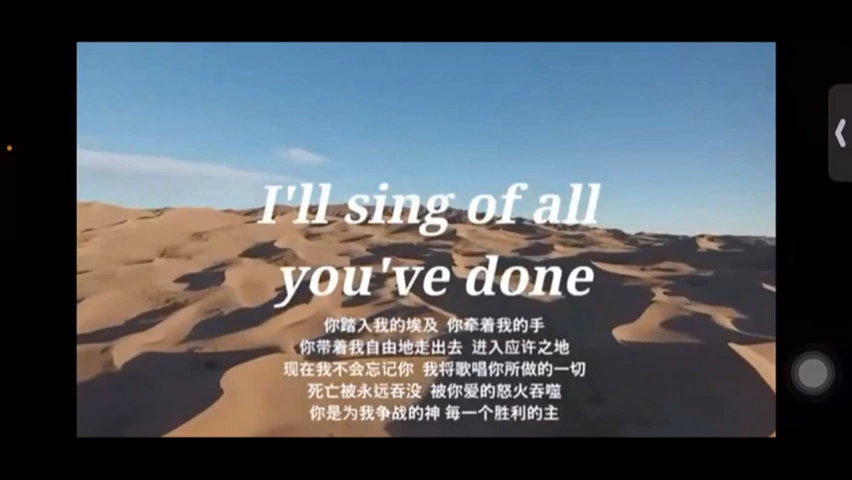 I'll sing of all
you've done
你踏入我的埃及 你牵着我的手
你带着我自由地走出去 进入应许之地
现在我不会忘记你 我将歌唱你所做的一切
死亡被永远吞没 被你爱的怒火吞噬
你是为我争战的神 每一个胜利的主